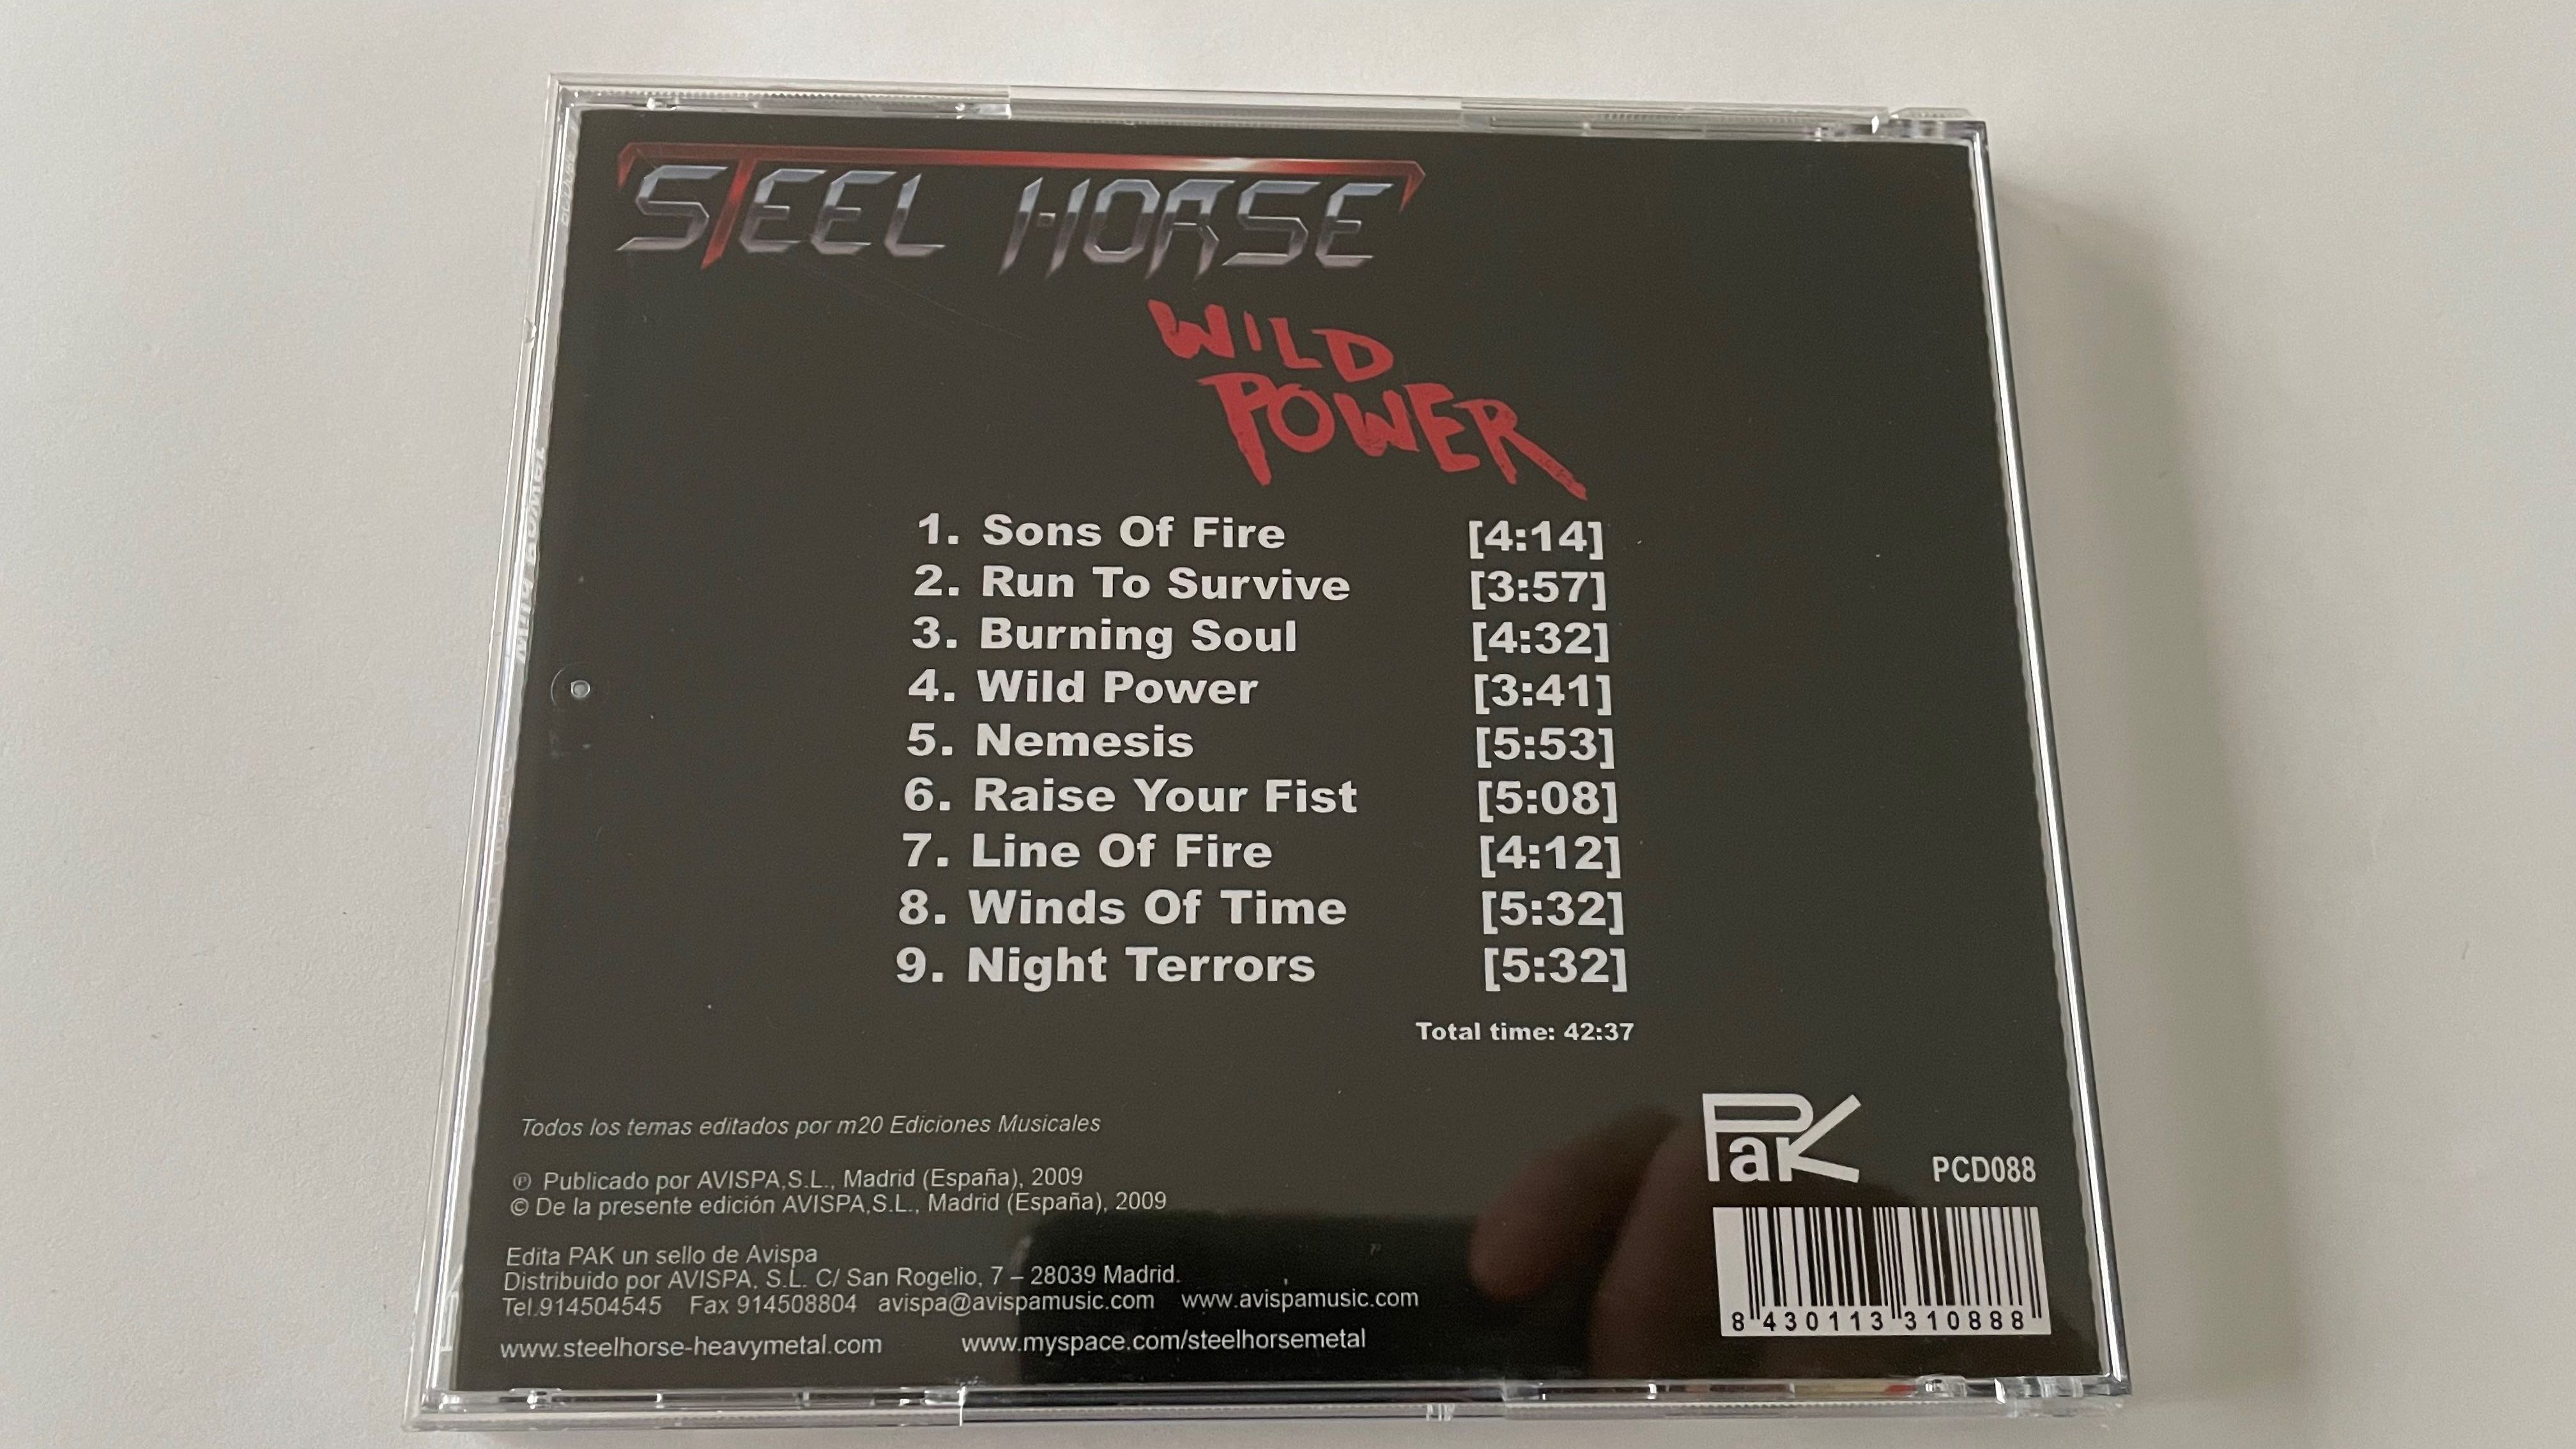 STEEL HORSE
WILD
POWER
1. Sons Of Fire [4:14]
2. Run To Survive [3:57]
3. Burning Soul [4:32]
4. Wild Power [3:41]
5. Nemesis [5:53]
6. Raise Your Fist [5:08]
7. Line Of Fire [4:12]
8. Winds Of Time [5:32]
9. Night Terrors [5:32]
Total time: 42:37
Todos los temas editados por m20 Ediciones Musicales
℗ Publicado por AVISPA,S.L., Madrid (España), 2009
© De la presente edición AVISPA,S.L., Madrid (España), 2009
Edita PAK un sello de Avispa
Distribuido por AVISPA, S.L. C/ San Rogelio, 7 – 28039 Madrid.
Tel.914504545 Fax 914508804 avispa@avispamusic.com www.avispamusic.com
www.steelhorse-heavymetal.com www.myspace.com/steelhorsemetal
Pak
PCD088
8 430113 310888